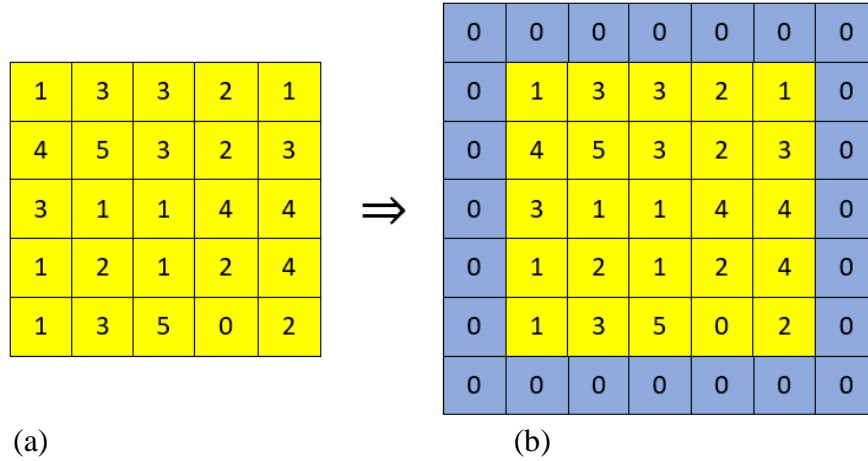 1 3 3 2 1
4 5 3 2 3
3 1 1 4 4
1 2 1 2 4
1 3 5 0 2
(a)
⇒
0 0 0 0 0 0 0
0 1 3 3 2 1 0
0 4 5 3 2 3 0
0 3 1 1 4 4 0
0 1 2 1 2 4 0
0 1 3 5 0 2 0
0 0 0 0 0 0 0
(b)